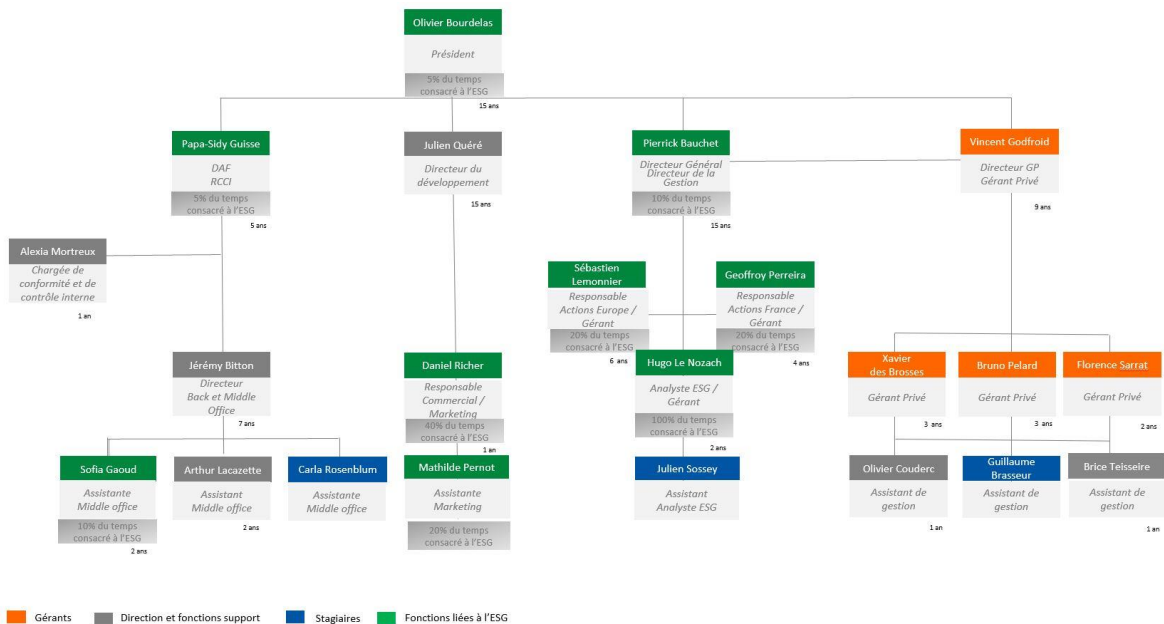 Olivier Bourdelas
Président
5% du temps
consacré à l'ESG
15 ans
Papa-Sidy Guisse
DAF
RCCI
5% du temps
consacré à l'ESG
5 ans
Julien Quéré
Directeur du
développement
15 ans
Pierrick Bauchet
Directeur Général
Directeur de la
Gestion
10% du temps
consacré à l'ESG
15 ans
Vincent Godfroid
Directeur GP
Gérant Privé
9 ans
Alexia Mortreux
Chargée de
conformité et de
contrôle interne
1 an
Sébastien
Lemonnier
Responsable
Actions Europe /
Gérant
20% du temps
consacré à l'ESG
6 ans
Geoffroy Perreira
Responsable
Actions France /
Gérant
20% du temps
consacré à l'ESG
4 ans
Jérémy Bitton
Directeur
Back et Middle
Office
7 ans
Daniel Richer
Responsable
Commercial /
Marketing
40% du temps
consacré à l'ESG
1 an
Hugo Le Nozach
Analyste ESG /
Gérant
100% du temps
consacré à l'ESG
2 ans
Xavier
des Brosses
Gérant Privé
3 ans
Bruno Pelard
Gérant Privé
3 ans
Florence Sarrat
Gérant Privé
2 ans
Sofia Gaoud
Assistante
Middle office
10% du temps
consacré à l'ESG
2 ans
Arthur Lacazette
Assistant
Middle office
2 ans
Carla Rosenblum
Assistante
Middle office
Mathilde Pernot
Assistante
Marketing
20% du temps
consacré à l'ESG
Julien Sossey
Assistant
Analyste ESG
Olivier Couderc
Assistant de
gestion
1 an
Guillaume
Brasseur
Assistant de
gestion
Brice Teisseire
Assistant de
gestion
1 an
Gérants
Direction et fonctions support
Stagiaires
Fonctions liées à l'ESG